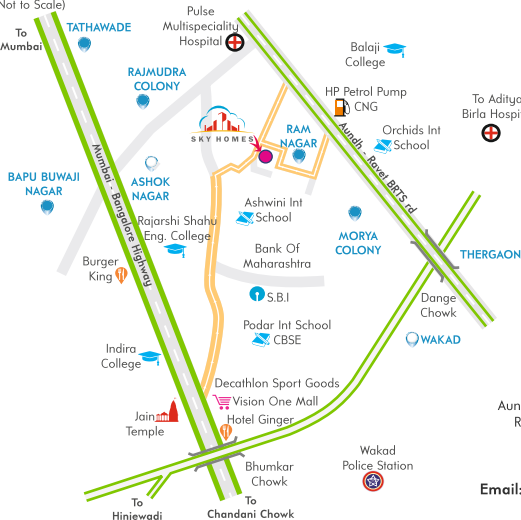 Not to Scale)
To
Mumbai
TATHAWADE
Pulse
Multispeciality
Hospital
Balaji
College
RAJMUDRA
COLONY
HP Petrol Pump
CNG
To Aditya
Birla Hospi
SKY HOMES
RAM
NAGAR
Orchids Int
School
Aundh - Ravet BRTS rd
Mumbai - Bangalore Highway
BAPU BUWAJI
NAGAR
ASHOK
NAGAR
Ashwini Int
School
Rajarshi Shahu
Eng. College
MORYA
COLONY
Bank Of
Maharashtra
THERGAON
Burger
King
S.B.I
Dange
Chowk
Podar Int School
CBSE
WAKAD
Indira
College
Decathlon Sport Goods
Vision One Mall
Jain
Temple
Hotel Ginger
Aun
R
Bhumkar
Chowk
Wakad
Police Station
Email:
To
Hiniewadi
To
Chandani Chowk